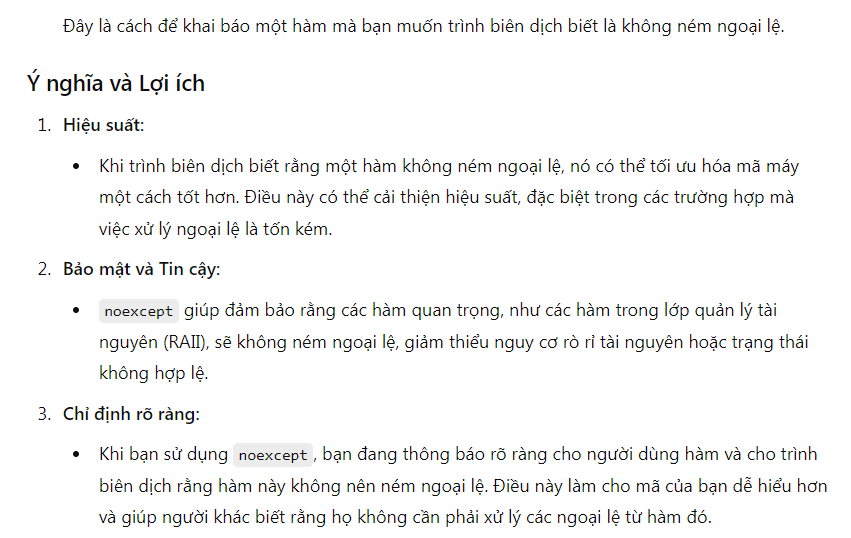 Đây là cách để khai báo một hàm mà bạn muốn trình biên dịch biết là không ném ngoại lệ.
Ý nghĩa và Lợi ích
1. Hiệu suất:
• Khi trình biên dịch biết rằng một hàm không ném ngoại lệ, nó có thể tối ưu hóa mã máy
một cách tốt hơn. Điều này có thể cải thiện hiệu suất, đặc biệt trong các trường hợp mà
việc xử lý ngoại lệ là tốn kém.
2. Bảo mật và Tin cậy:
• noexcept giúp đảm bảo rằng các hàm quan trọng, như các hàm trong lớp quản lý tài
nguyên (RAII), sẽ không ném ngoại lệ, giảm thiểu nguy cơ rò rỉ tài nguyên hoặc trạng thái
không hợp lệ.
3. Chỉ định rõ ràng:
• Khi bạn sử dụng noexcept, bạn đang thông báo rõ ràng cho người dùng hàm và cho trình
biên dịch rằng hàm này không nên ném ngoại lệ. Điều này làm cho mã của bạn dễ hiểu hơn
và giúp người khác biết rằng họ không cần phải xử lý các ngoại lệ từ hàm đó.